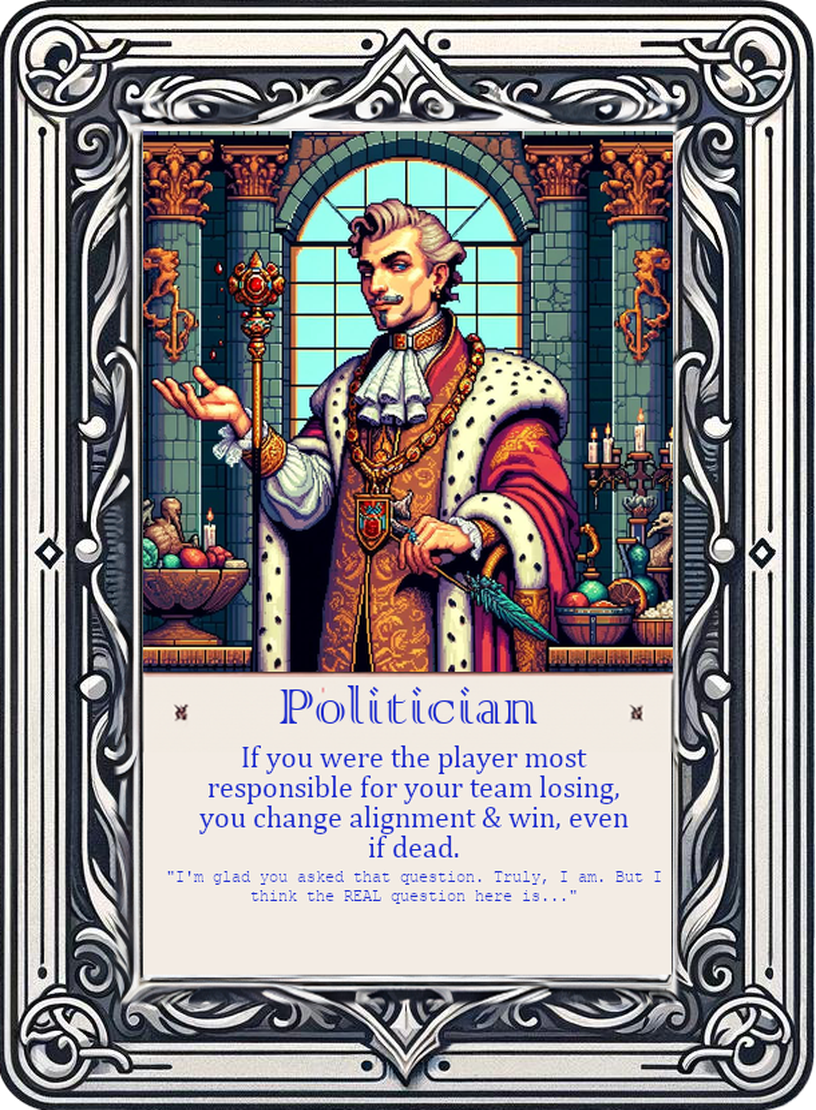 Politician
If you were the player most
responsible for your team losing,
you change alignment & win, even
if dead.
"I'm glad you asked that question. Truly, I am. But I
think the REAL question here is..."